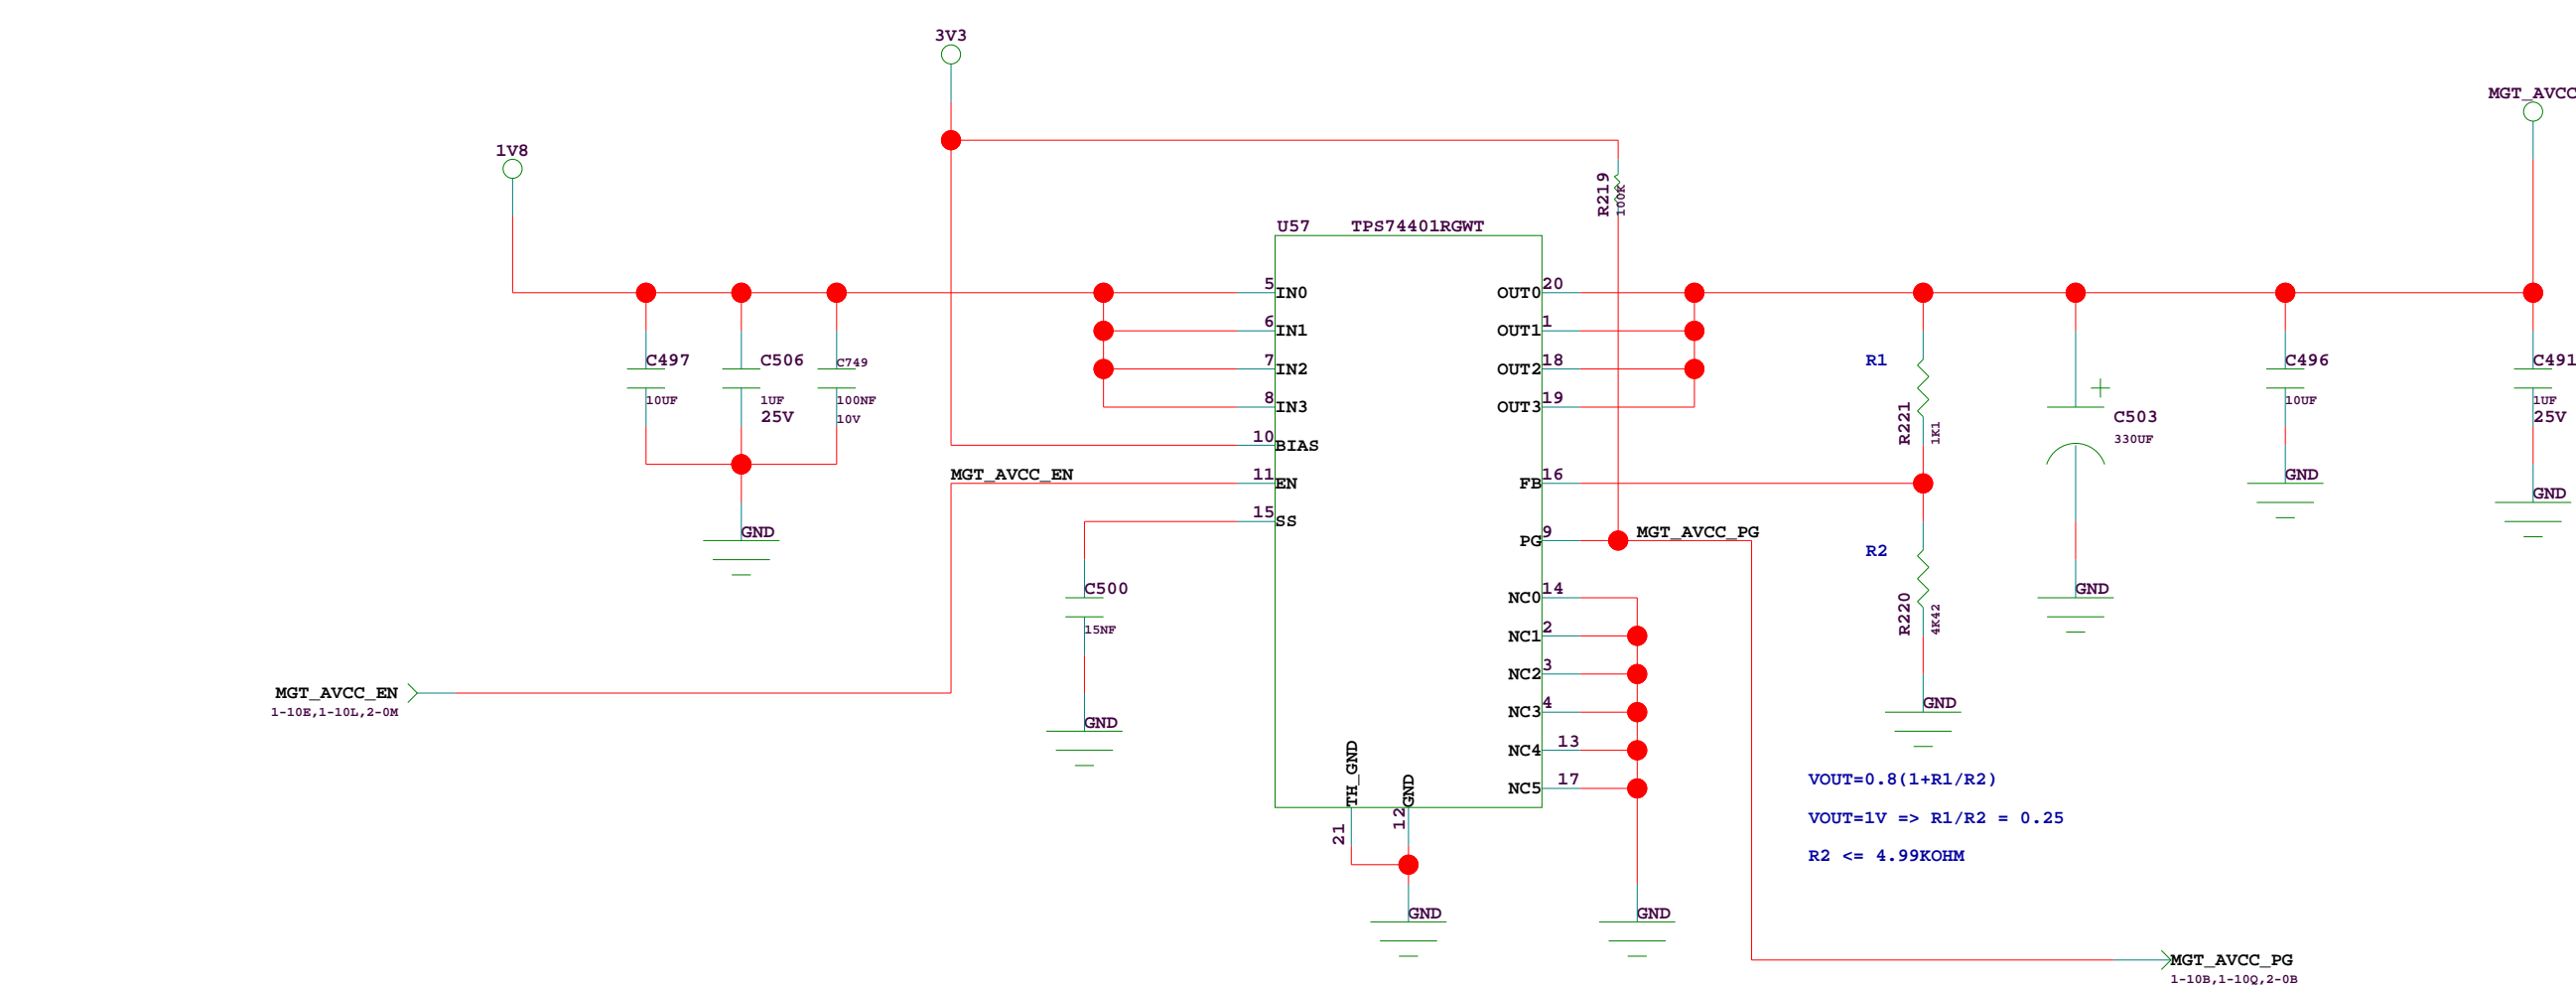 3V3
MGT_AVCC
1V8
R219
100K
U57 TPS74401RGWT
5 IN0
6 IN1
7 IN2
8 IN3
10 BIAS
11 EN
15 SS
OUT0 20
OUT1 1
OUT2 18
OUT3 19
FB 16
PG 9
NC0 14
NC1 2
NC2 3
NC3 4
NC4 13
NC5 17
TH_GND
21
GND
12
GND
GND
C497
10UF
C506
1UF
25V
C749
100NF
10V
GND
MGT_AVCC_EN
C500
15NF
GND
MGT_AVCC_EN
1-10E,1-10L,2-0M
MGT_AVCC_PG
R1
R221
1K1
R2
R220
4K42
GND
C503
330UF
GND
C496
10UF
GND
C491
1UF
25V
GND
VOUT=0.8(1+R1/R2)
VOUT=1V => R1/R2 = 0.25
R2 <= 4.99KOHM
MGT_AVCC_PG
1-10B,1-10Q,2-0B